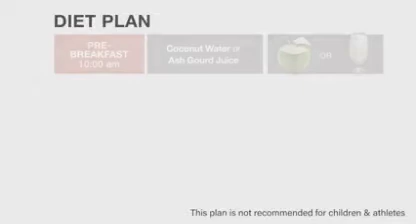 DIET PLAN
PRE-
BREAKFAST
10:00 am
Coconut Water or
Ash Gourd Juice
OR
This plan is not recommended for children & athletes